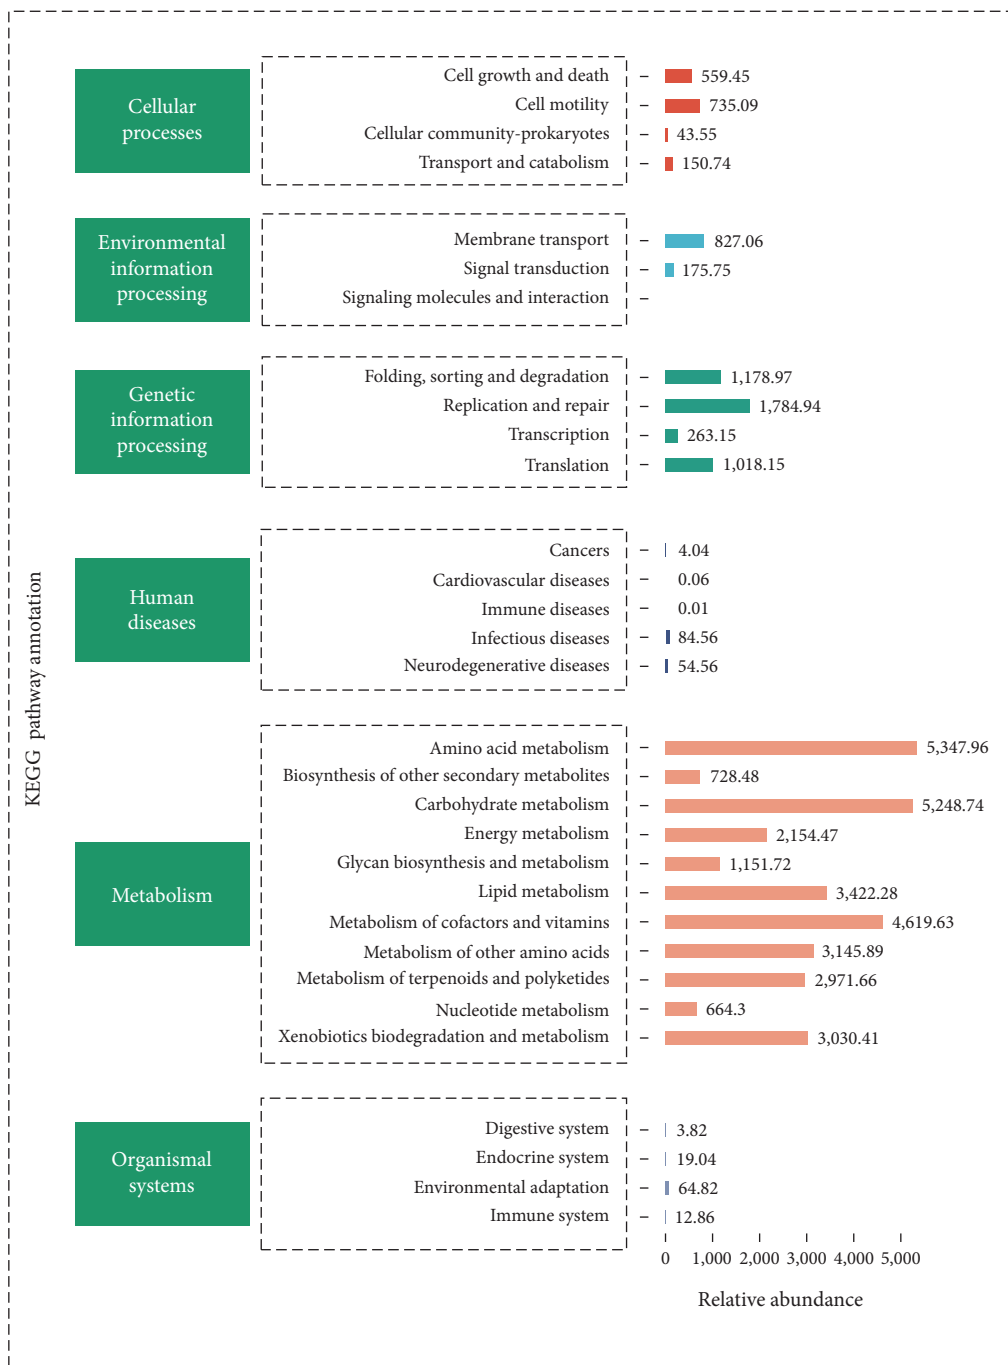 KEGG pathway annotation
Cellular
processes
Cell growth and death 559.45
Cell motility 735.09
Cellular community-prokaryotes 43.55
Transport and catabolism 150.74
Environmental
information
processing
Membrane transport 827.06
Signal transduction 175.75
Signaling molecules and interaction
Genetic
information
processing
Folding, sorting and degradation 1,178.97
Replication and repair 1,784.94
Transcription 263.15
Translation 1,018.15
Human
diseases
Cancers 4.04
Cardiovascular diseases 0.06
Immune diseases 0.01
Infectious diseases 84.56
Neurodegenerative diseases 54.56
Metabolism
Amino acid metabolism 5,347.96
Biosynthesis of other secondary metabolites 728.48
Carbohydrate metabolism 5,248.74
Energy metabolism 2,154.47
Glycan biosynthesis and metabolism 1,151.72
Lipid metabolism 3,422.28
Metabolism of cofactors and vitamins 4,619.63
Metabolism of other amino acids 3,145.89
Metabolism of terpenoids and polyketides 2,971.66
Nucleotide metabolism 664.3
Xenobiotics biodegradation and metabolism 3,030.41
Organismal
systems
Digestive system 3.82
Endocrine system 19.04
Environmental adaptation 64.82
Immune system 12.86
0 1,000 2,000 3,000 4,000 5,000
Relative abundance